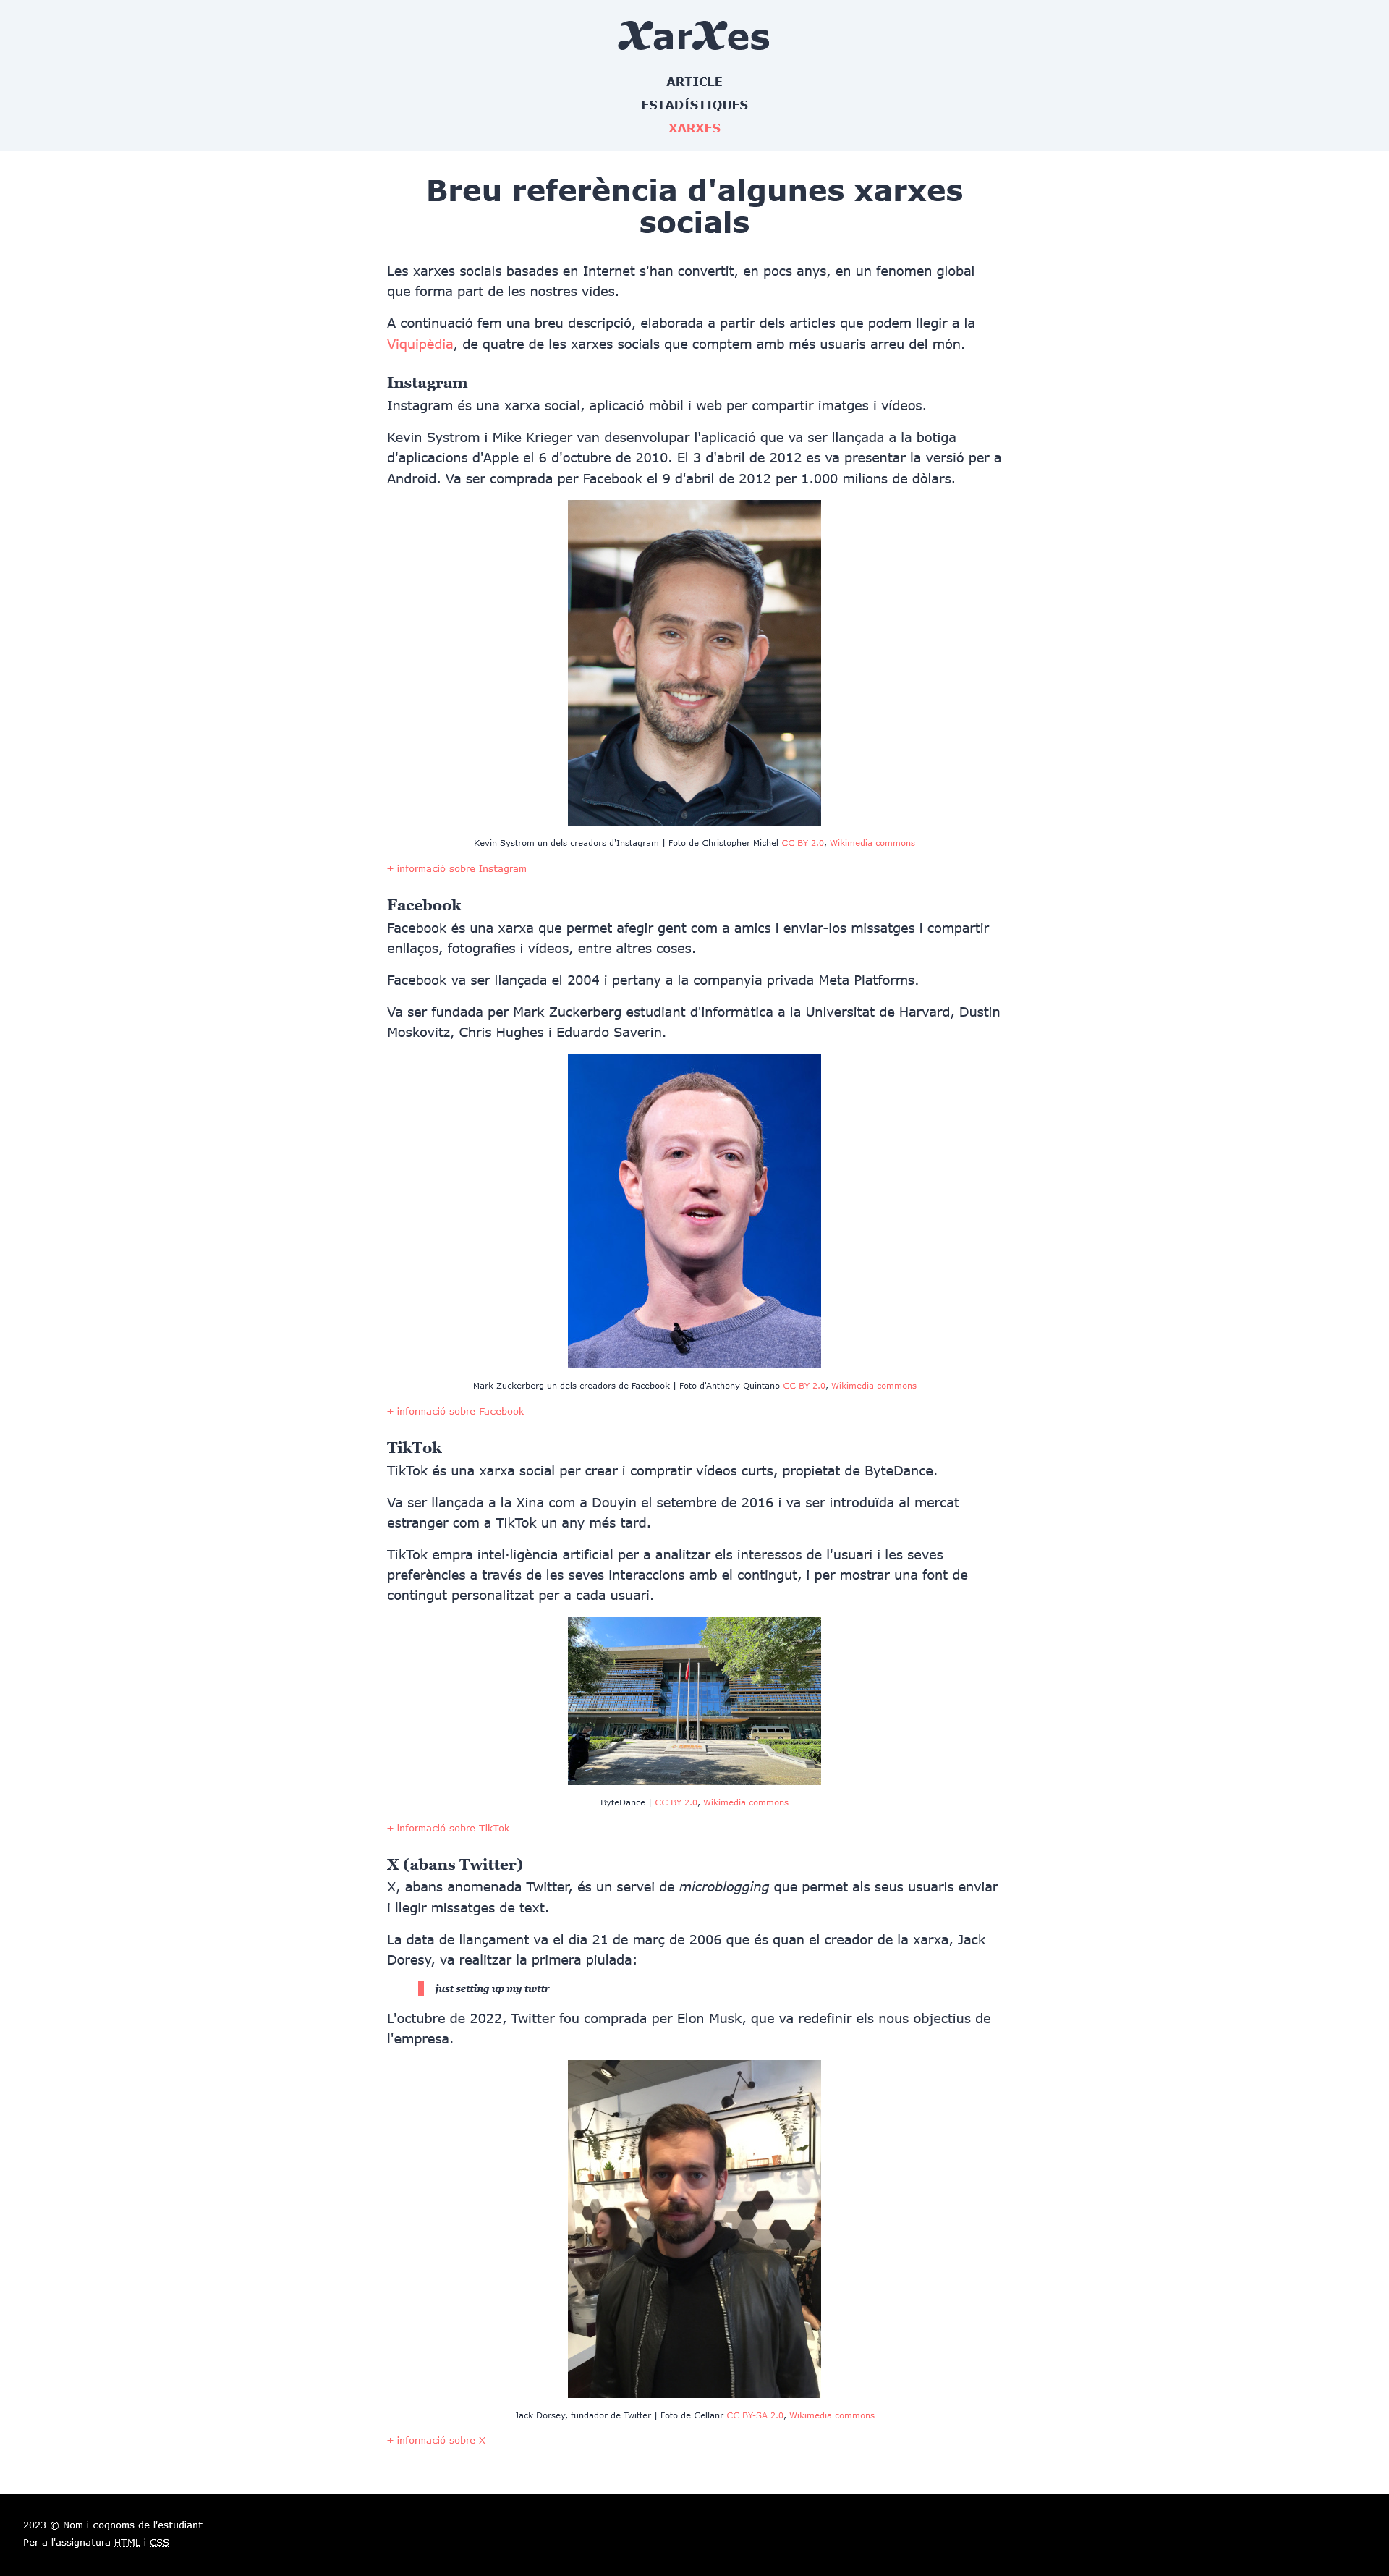 XarXes
ARTICLE
ESTADÍSTIQUES
XARXES
Breu referència d'algunes xarxes
socials
Les xarxes socials basades en Internet s'han convertit, en pocs anys, en un fenomen global
que forma part de les nostres vides.
A continuació fem una breu descripció, elaborada a partir dels articles que podem llegir a la
Viquipèdia, de quatre de les xarxes socials que comptem amb més usuaris arreu del món.
Instagram
Instagram és una xarxa social, aplicació mòbil i web per compartir imatges i vídeos.
Kevin Systrom i Mike Krieger van desenvolupar l'aplicació que va ser llançada a la botiga
d'aplicacions d'Apple el 6 d'octubre de 2010. El 3 d'abril de 2012 es va presentar la versió per a
Android. Va ser comprada per Facebook el 9 d'abril de 2012 per 1.000 milions de dòlars.
Kevin Systrom un dels creadors d'Instagram | Foto de Christopher Michel CC BY 2.0, Wikimedia commons
+ informació sobre Instagram
Facebook
Facebook és una xarxa que permet afegir gent com a amics i enviar-los missatges i compartir
enllaços, fotografies i vídeos, entre altres coses.
Facebook va ser llançada el 2004 i pertany a la companyia privada Meta Platforms.
Va ser fundada per Mark Zuckerberg estudiant d'informàtica a la Universitat de Harvard, Dustin
Moskovitz, Chris Hughes i Eduardo Saverin.
Mark Zuckerberg un dels creadors de Facebook | Foto d'Anthony Quintano CC BY 2.0, Wikimedia commons
+ informació sobre Facebook
TikTok
TikTok és una xarxa social per crear i compratir vídeos curts, propietat de ByteDance.
Va ser llançada a la Xina com a Douyin el setembre de 2016 i va ser introduïda al mercat
estranger com a TikTok un any més tard.
TikTok empra intel·ligència artificial per a analitzar els interessos de l'usuari i les seves
preferències a través de les seves interaccions amb el contingut, i per mostrar una font de
contingut personalitzat per a cada usuari.
ByteDance | CC BY 2.0, Wikimedia commons
+ informació sobre TikTok
X (abans Twitter)
X, abans anomenada Twitter, és un servei de microblogging que permet als seus usuaris enviar
i llegir missatges de text.
La data de llançament va el dia 21 de març de 2006 que és quan el creador de la xarxa, Jack
Doresy, va realitzar la primera piulada:
just setting up my twttr
L'octubre de 2022, Twitter fou comprada per Elon Musk, que va redefinir els nous objectius de
l'empresa.
Jack Dorsey, fundador de Twitter | Foto de Cellanr CC BY-SA 2.0, Wikimedia commons
+ informació sobre X
2023 © Nom i cognoms de l'estudiant
Per a l'assignatura HTML i CSS